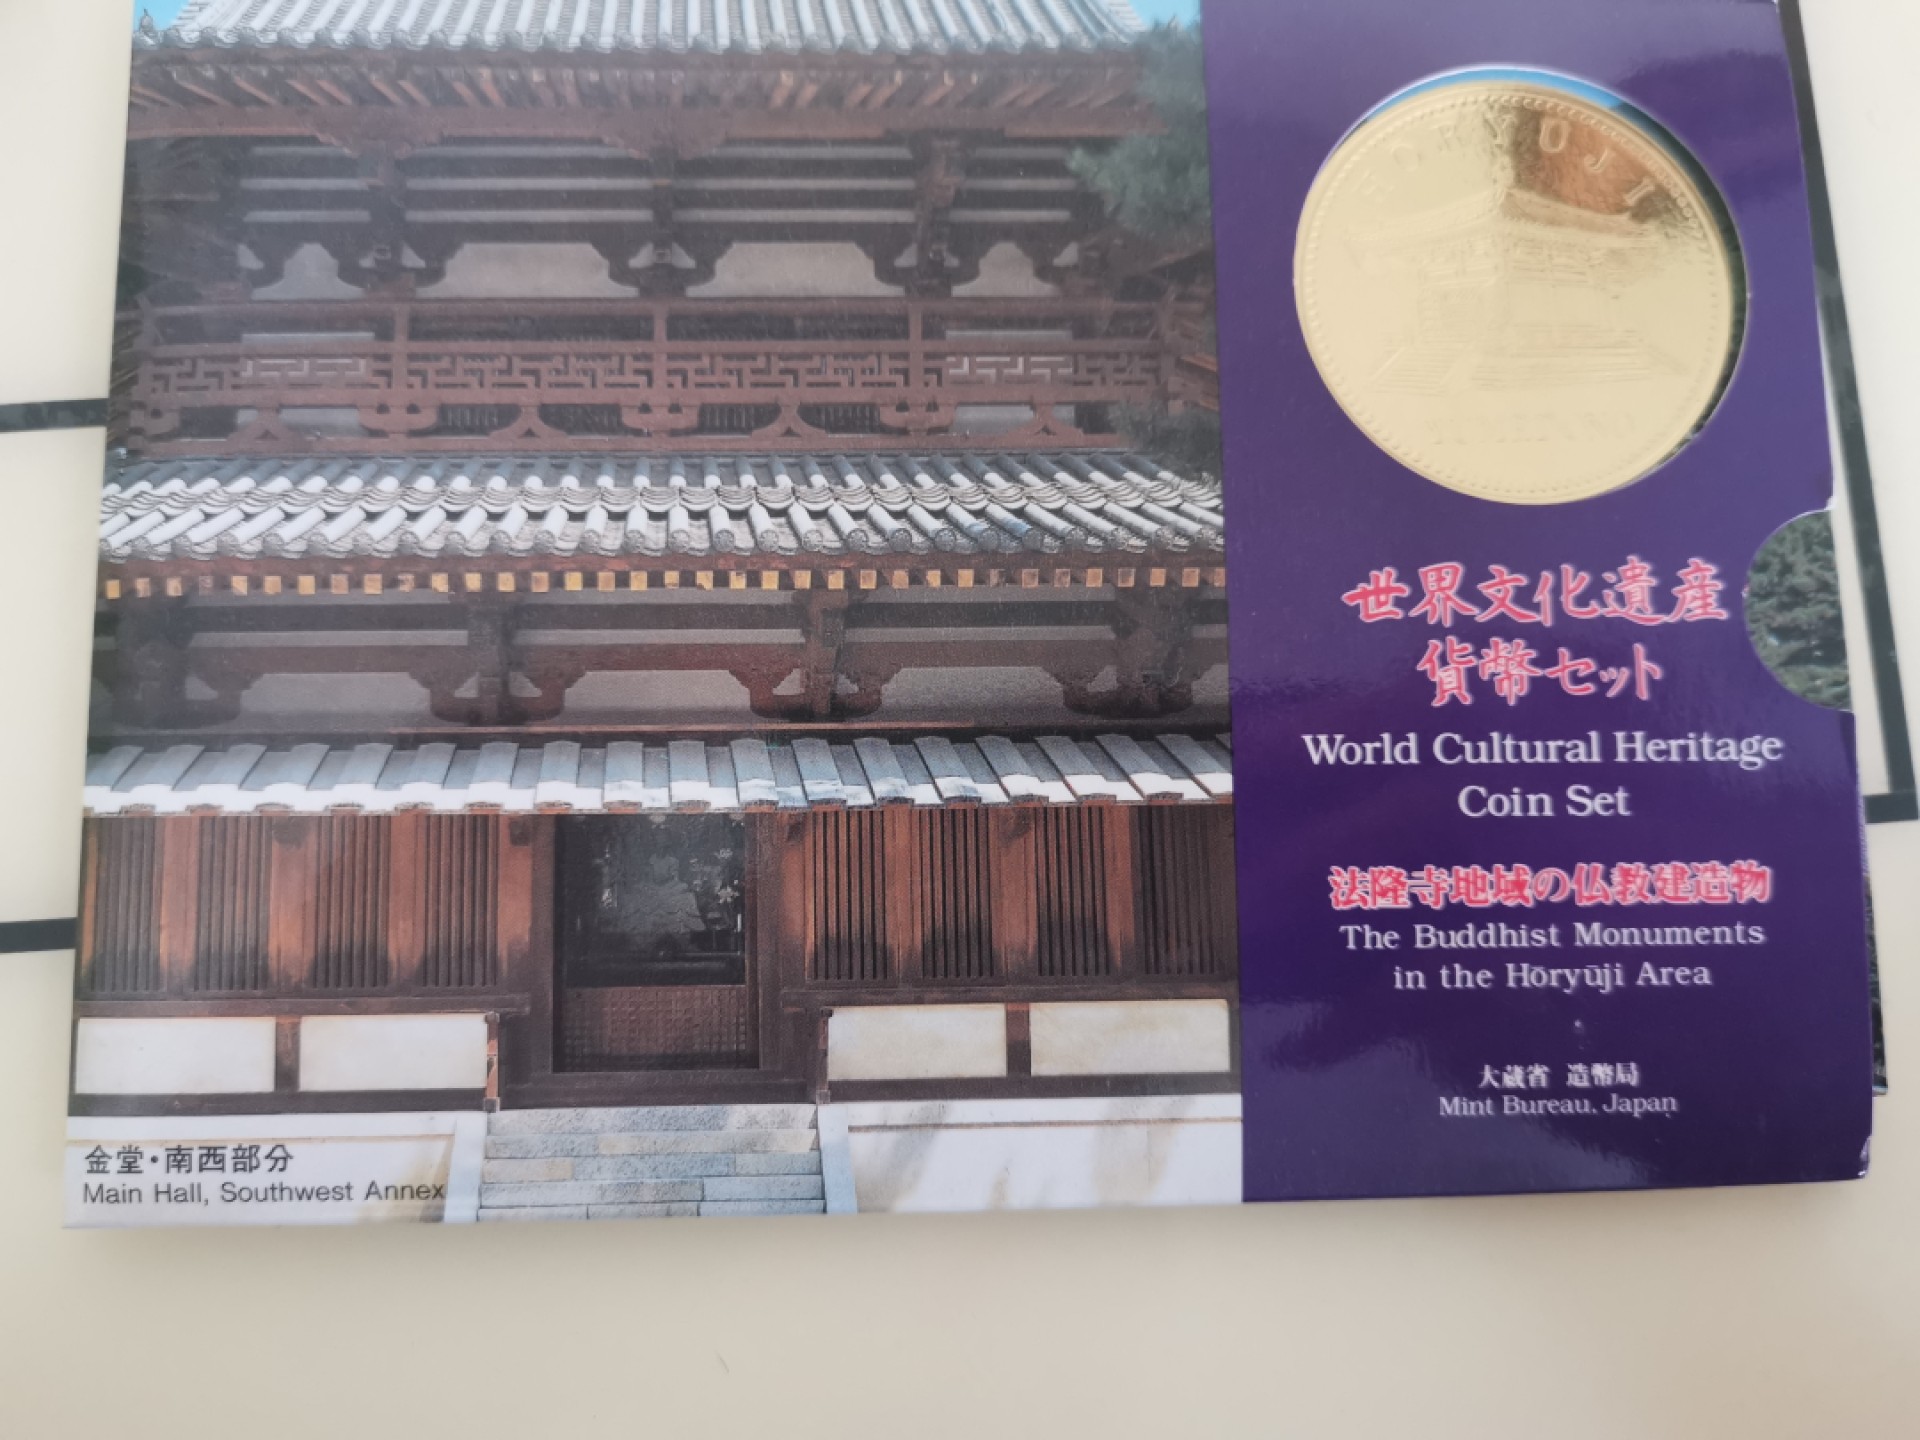 HŌRYŪJI
世界文化遺産
貨幣セット
World Cultural Heritage
Coin Set
法隆寺地域の仏教建造物
The Buddhist Monuments
in the Hōryūji Area
大蔵省 造幣局
Mint Bureau, Japan
金堂・南西部分
Main Hall, Southwest Annex